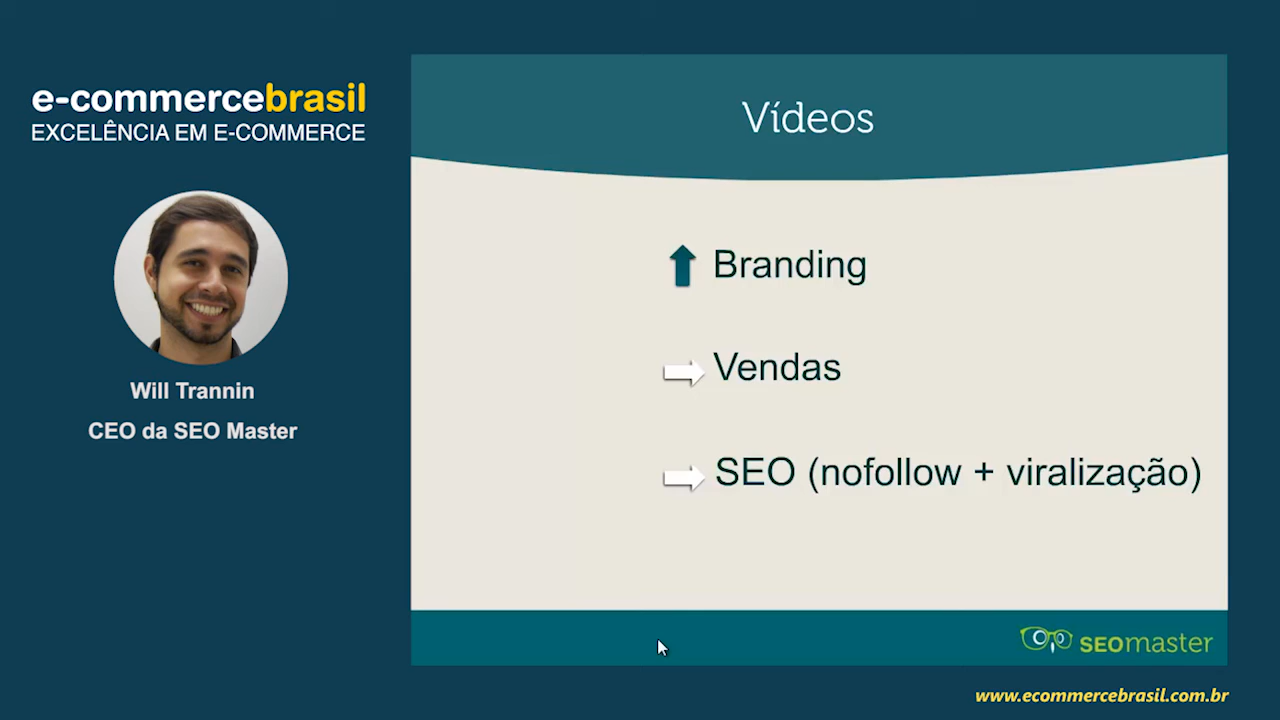 e-commercebrasil
EXCELÊNCIA EM E-COMMERCE
Will Trannin
CEO da SEO Master
Vídeos
Branding
Vendas
SEO (nofollow + viralização)
SEOmaster
www.ecommercebrasil.com.br